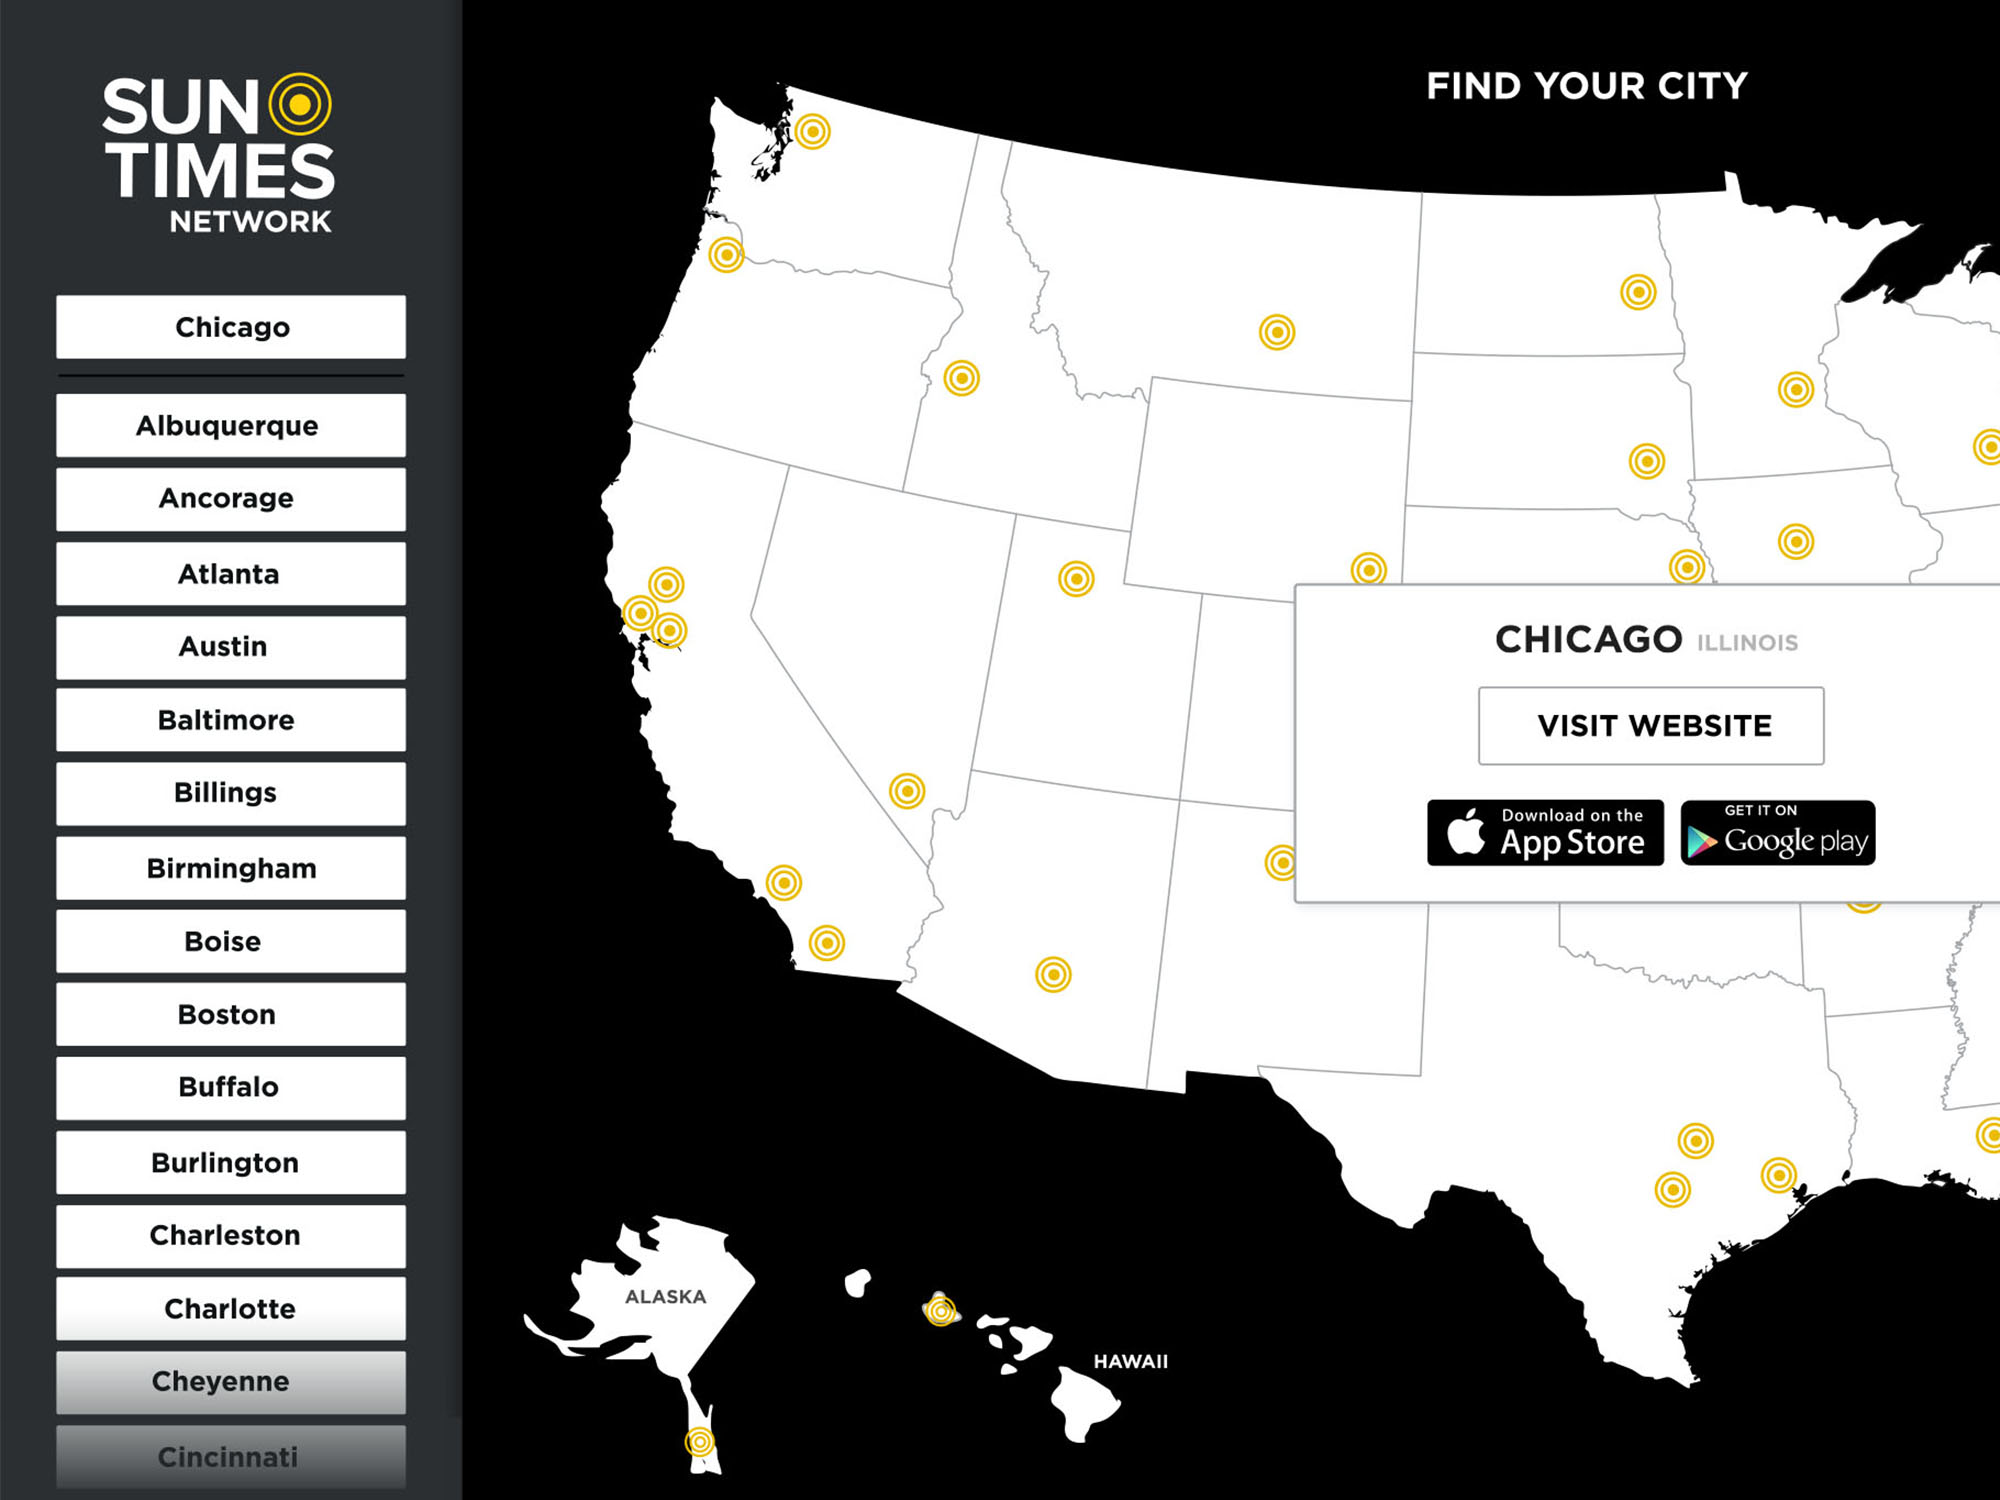 SUN
TIMES
NETWORK
Chicago
Albuquerque
Ancorage
Atlanta
Austin
Baltimore
Billings
Birmingham
Boise
Boston
Buffalo
Burlington
Charleston
Charlotte
Cheyenne
Cincinnati
FIND YOUR CITY
CHICAGO ILLINOIS
VISIT WEBSITE
Download on the
App Store
GET IT ON
Google play
ALASKA
HAWAII